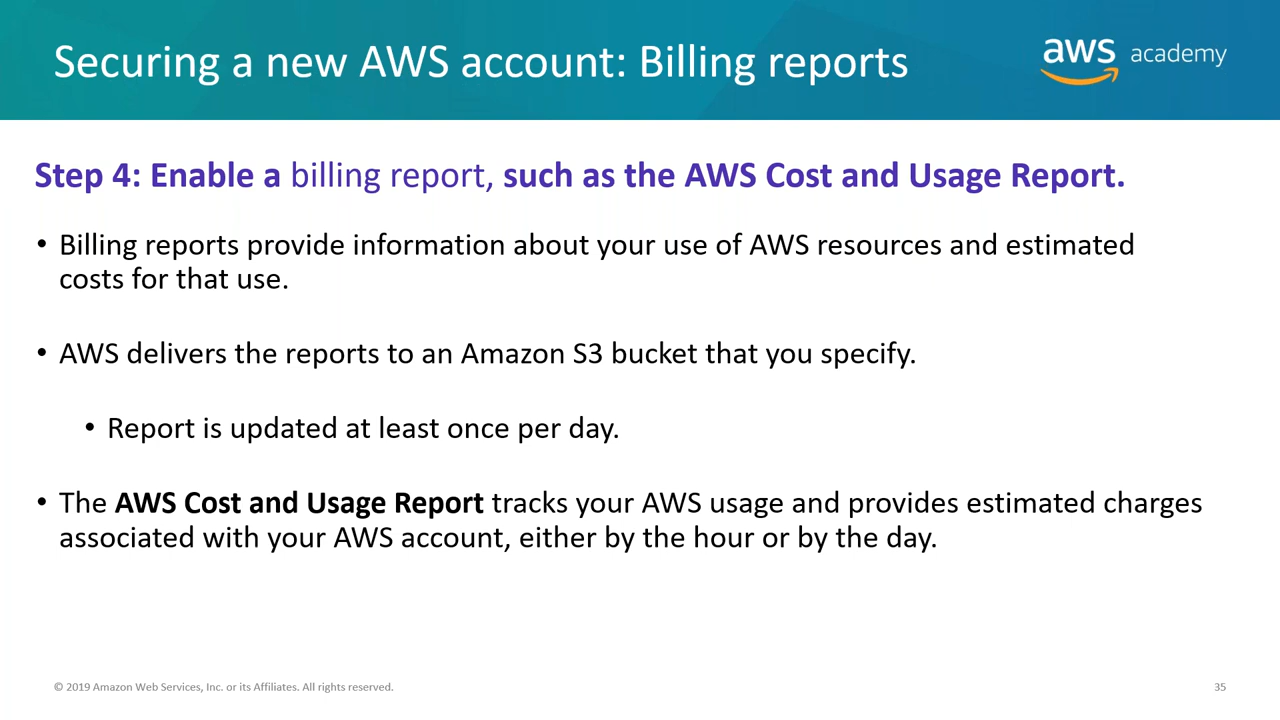 Securing a new AWS account: Billing reports
aws academy
Step 4: Enable a billing report, such as the AWS Cost and Usage Report.
• Billing reports provide information about your use of AWS resources and estimated
costs for that use.
• AWS delivers the reports to an Amazon S3 bucket that you specify.
• Report is updated at least once per day.
• The AWS Cost and Usage Report tracks your AWS usage and provides estimated charges
associated with your AWS account, either by the hour or by the day.
© 2019 Amazon Web Services, Inc. or its Affiliates. All rights reserved.
35